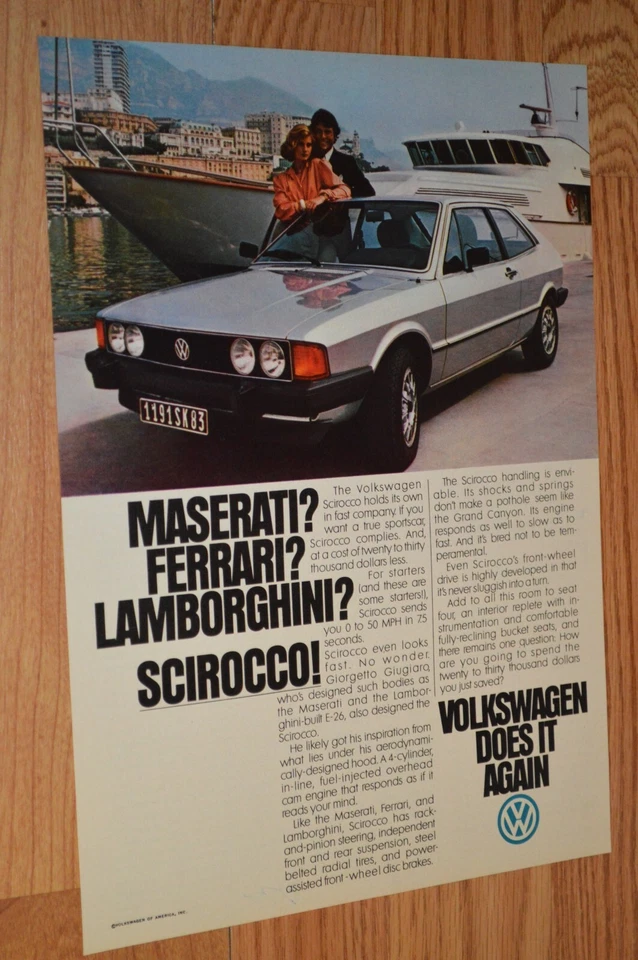 1191SK83
MASERATI?
FERRARI?
LAMBORGHINI?
SCIROCCO!
The Volkswagen
Scirocco holds its own
in fast company. If you
want a true sportscar,
Scirocco complies. And,
at a cost of twenty to thirty
thousand dollars less.
For starters
(and these are
some starters!),
Scirocco sends
you 0 to 50 MPH in 7.5
seconds.
Scirocco even looks
fast. No wonder.
Giorgetto Giugiaro,
who's designed such bodies as
the Maserati and the Lambor-
ghini-built E-26, also designed the
Scirocco.
He likely got his inspiration from
what lies under his aerodynami-
cally-designed hood. A 4-cylinder,
in-line, fuel-injected overhead
cam engine that responds as if it
reads your mind.
Like the Maserati, Ferrari, and
Lamborghini, Scirocco has rack-
and-pinion steering, independent
front and rear suspension, steel
belted radial tires, and power-
assisted front-wheel disc brakes.
The Scirocco handling is envi-
able. Its shocks and springs
don't make a pothole seem like
the Grand Canyon. Its engine
responds as well to slow as to
fast. And it's bred not to be tem-
peramental.
Even Scirocco's front-wheel
drive is highly developed in that
it's never sluggish into a turn.
Add to all this room to seat
four, an interior replete with in-
strumentation and comfortable
fully-reclining bucket seats, and
there remains one question: How
are you going to spend the
twenty to thirty thousand dollars
you just saved?
VOLKSWAGEN
DOES IT
AGAIN
©VOLKSWAGEN OF AMERICA, INC.